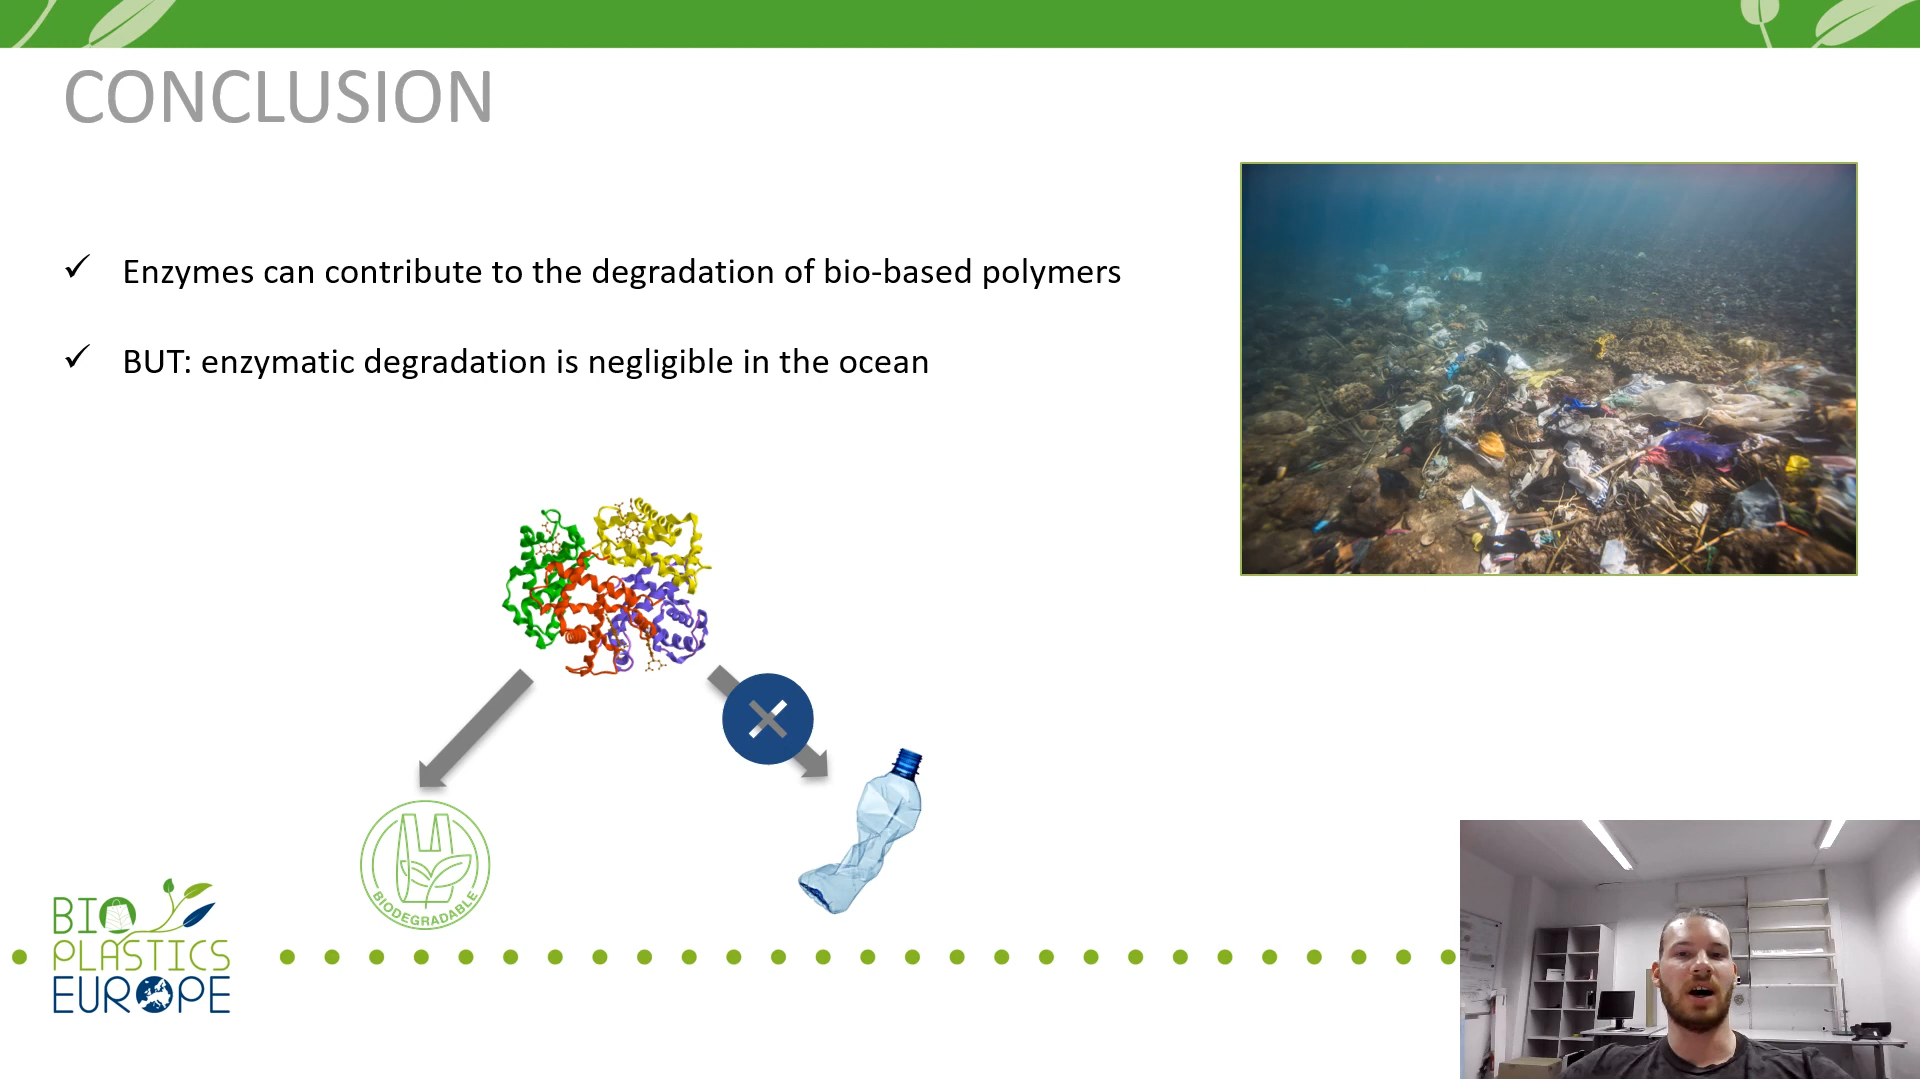 CONCLUSION
✓ Enzymes can contribute to the degradation of bio-based polymers
✓ BUT: enzymatic degradation is negligible in the ocean
BIODEGRADABLE
BIO
PLASTICS
EUROPE